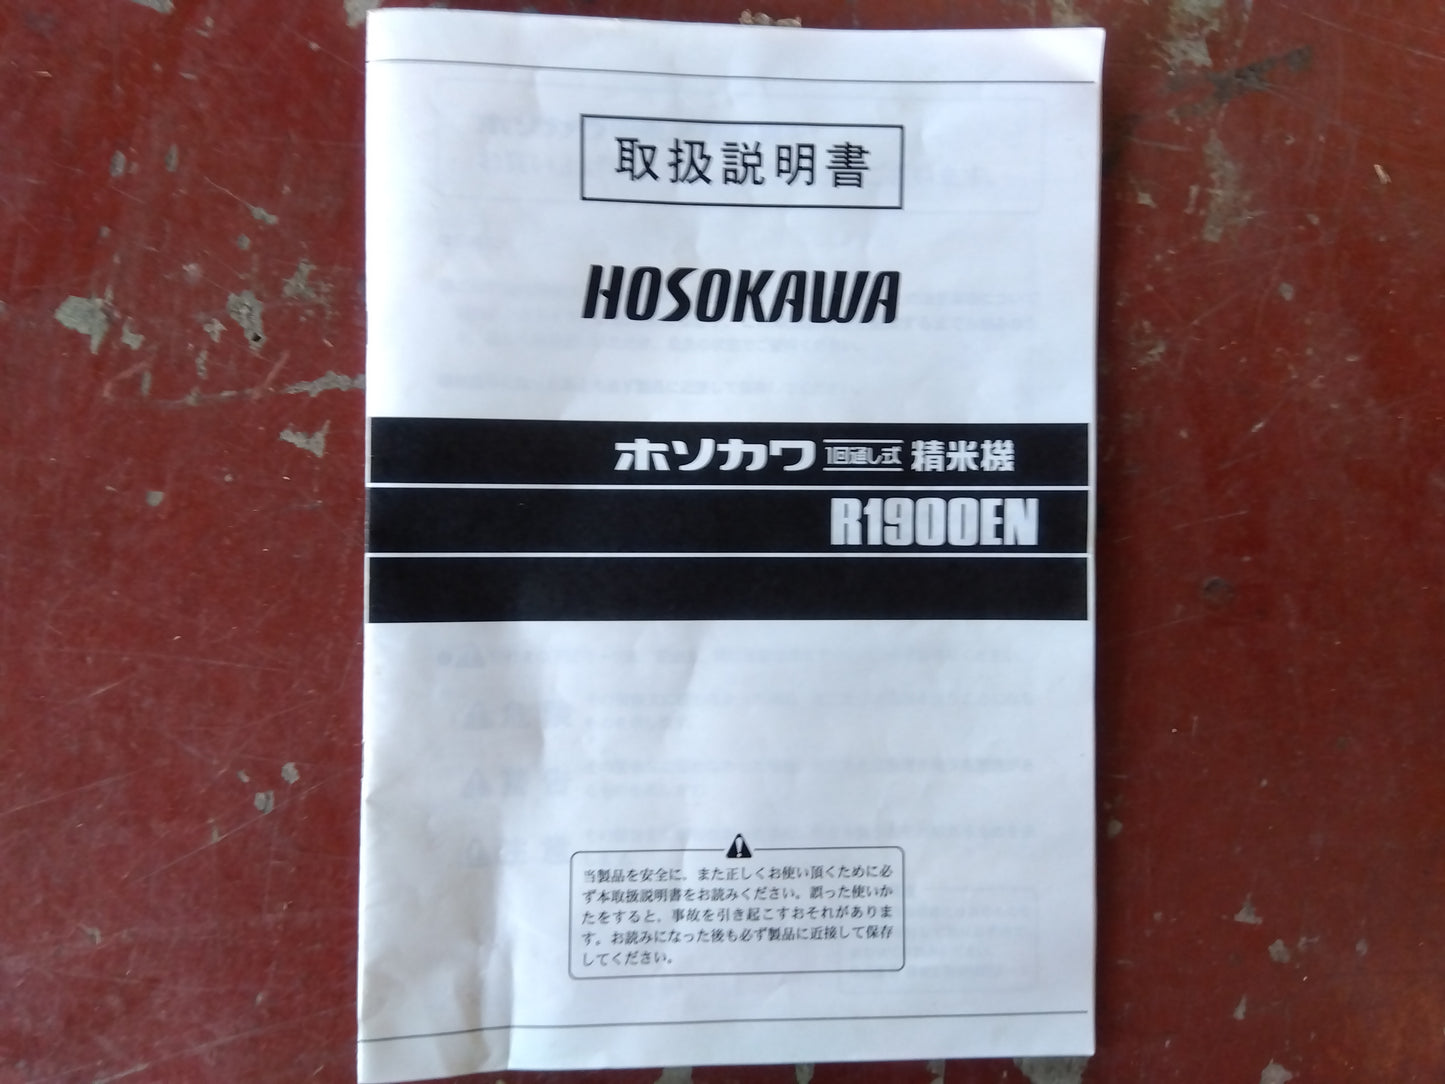 取扱説明書
HOSOKAWA
ホソカワ 1回通し式 精米機
R1900EN
当製品を安全に、また正しくお使い頂くために必
ず本取扱説明書をお読みください。誤った使いか
たをすると、事故を引き起こすおそれがありま
す。お読みになった後も必ず製品に近接して保存
してください。